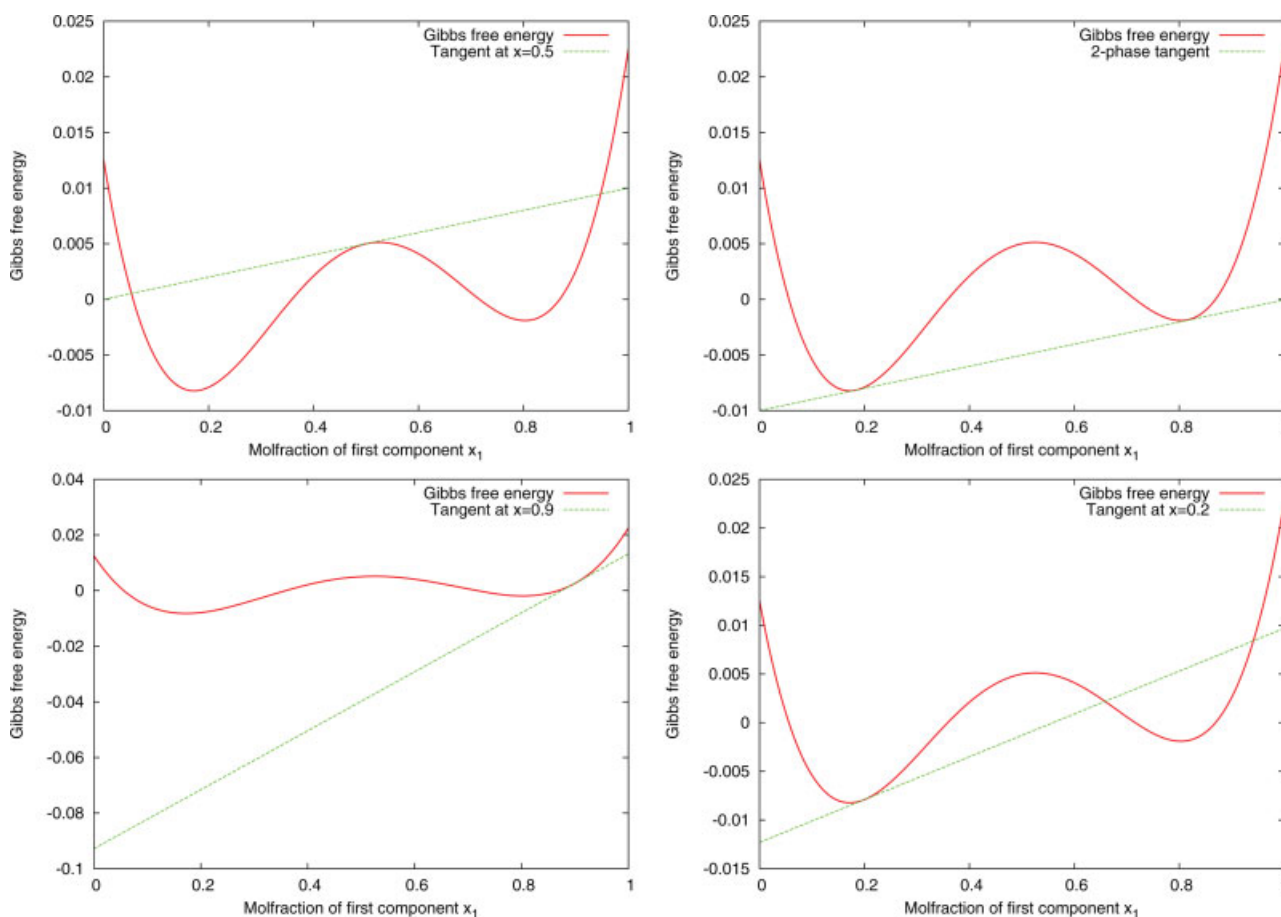 0.025
0.02
0.015
0.01
0.005
0
-0.005
-0.01
Gibbs free energy
Gibbs free energy
Tangent at x=0.5
0 0.2 0.4 0.6 0.8 1
Molfraction of first component x1
0.025
0.02
0.015
0.01
0.005
0
-0.005
-0.01
Gibbs free energy
Gibbs free energy
2-phase tangent
0 0.2 0.4 0.6 0.8
Molfraction of first component x1
0.04
0.02
0
-0.02
-0.04
-0.06
-0.08
-0.1
Gibbs free energy
Gibbs free energy
Tangent at x=0.9
0 0.2 0.4 0.6 0.8 1
Molfraction of first component x1
0.025
0.02
0.015
0.01
0.005
0
-0.005
-0.01
-0.015
Gibbs free energy
Gibbs free energy
Tangent at x=0.2
0 0.2 0.4 0.6 0.8
Molfraction of first component x1